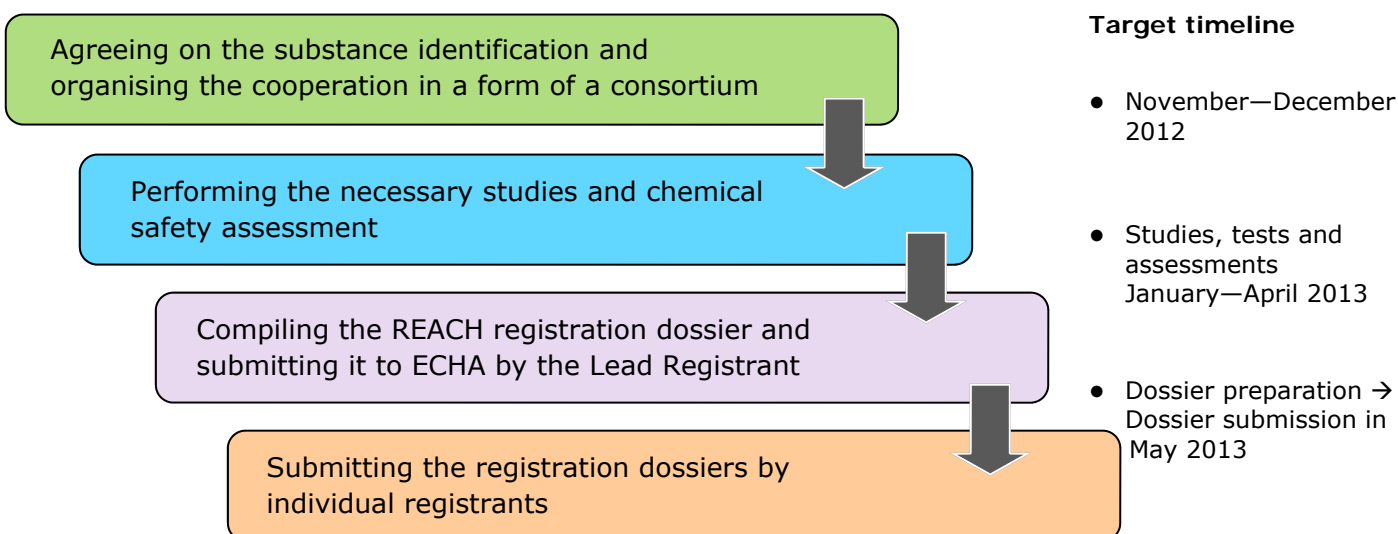 Agreeing on the substance identification and
organising the cooperation in a form of a consortium
Performing the necessary studies and chemical
safety assessment
Compiling the REACH registration dossier and
submitting it to ECHA by the Lead Registrant
Submitting the registration dossiers by
individual registrants
Target timeline
● November—December
2012
● Studies, tests and
assessments
January—April 2013
● Dossier preparation →
Dossier submission in
May 2013